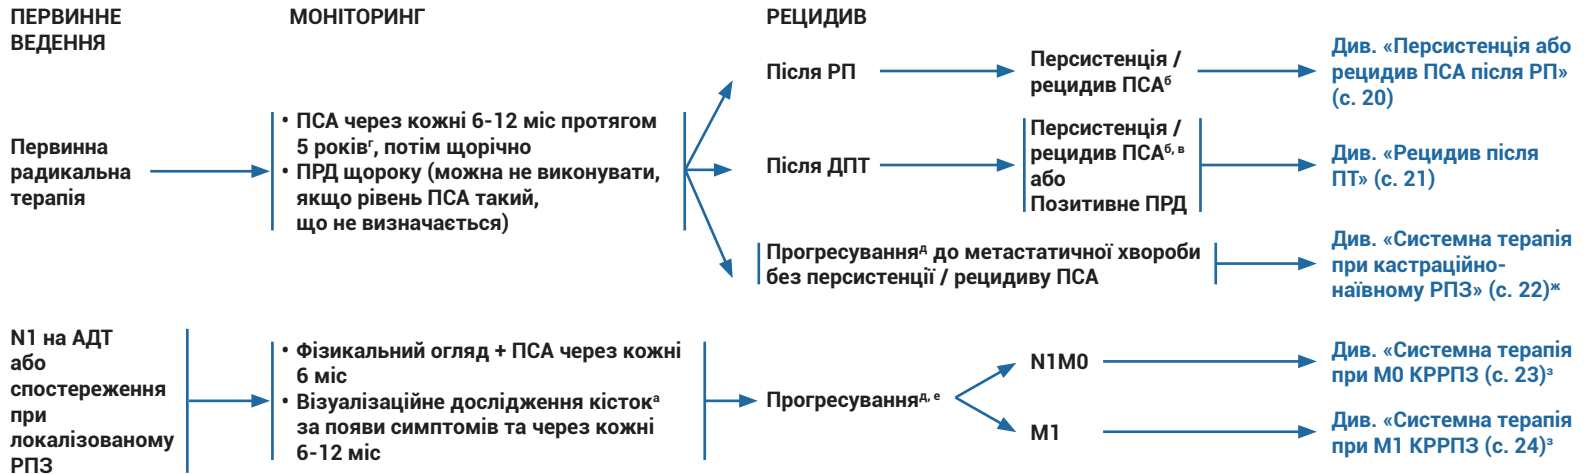 ПЕРВИННЕ
ВЕДЕННЯ
МОНІТОРИНГ
РЕЦИДИВ
Первинна
радикальна
терапія
• ПСА через кожні 6-12 міс протягом
5 роківᵍ, потім щорічно
• ПРД щороку (можна не виконувати,
якщо рівень ПСА такий,
що не визначається)
Після РП
Персистенція /
рецидив ПСАᵇ
Див. «Персистенція або
рецидив ПСА після РП»
(с. 20)
Після ДПТ
Персистенція /
рецидив ПСАб, в
або
Позитивне ПРД
Див. «Рецидив після
ПТ» (с. 21)
Прогресуванняд до метастатичної хвороби
без персистенції / рецидиву ПСА
Див. «Системна терапія
при кастраційно-
наївному РПЗ» (с. 22)ж
N1 на АДТ
або
спостереження
при
локалізованому
РПЗ
• Фізикальний огляд + ПСА через кожні
6 міс
• Візуалізаційне дослідження кістокa
за появи симптомів та через кожні
6-12 міс
Прогресуванняд, е
N1M0
Див. «Системна терапія
при M0 КРРПЗ (с. 23)з
M1
Див. «Системна терапія
при M1 КРРПЗ (с. 24)з